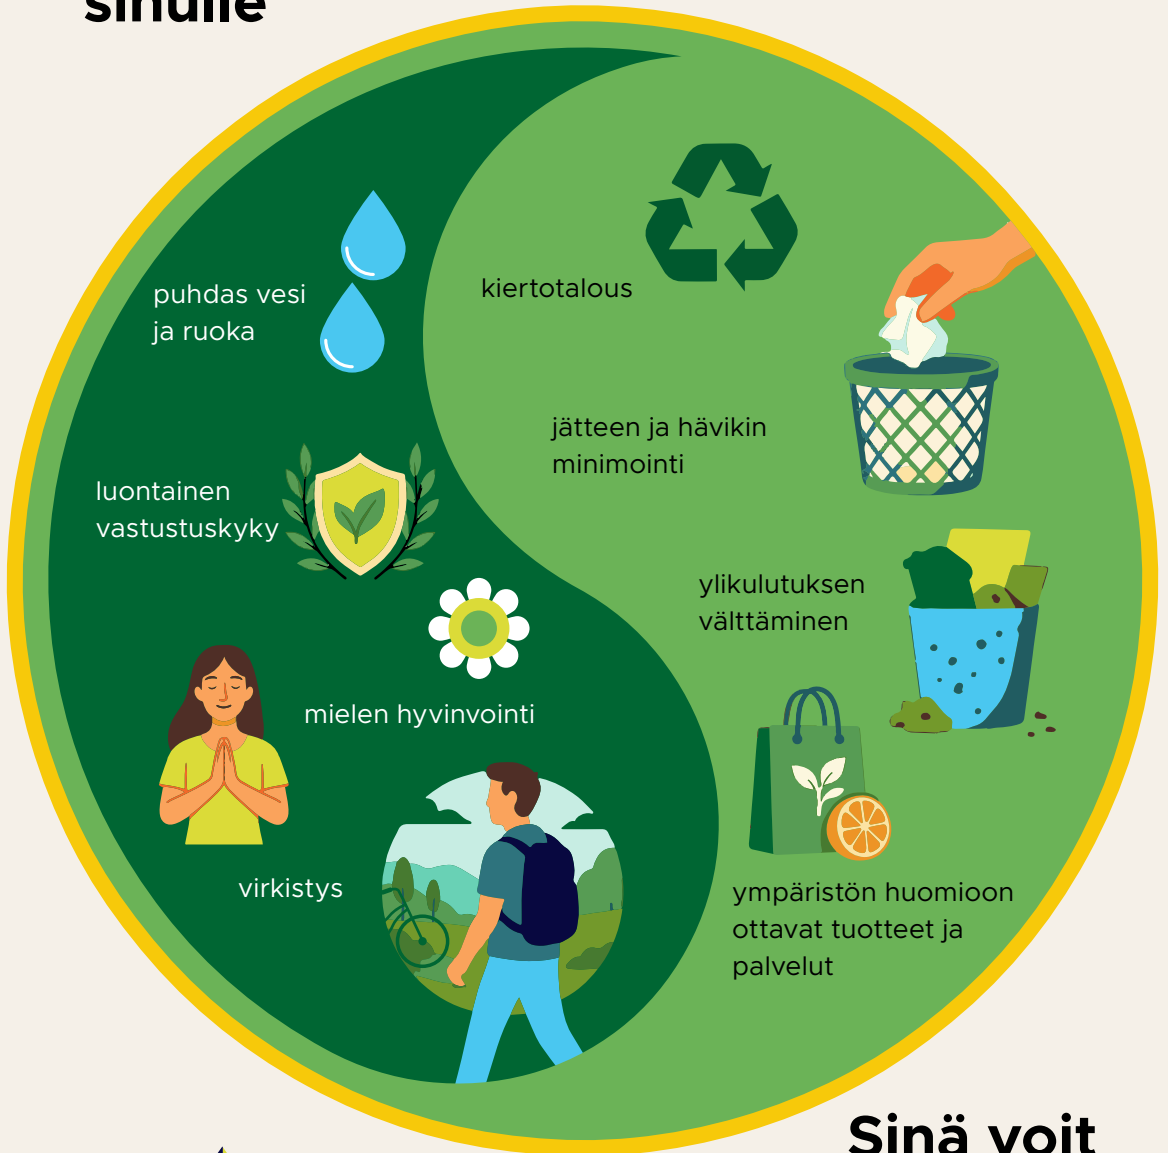 sinulle
puhdas vesi
ja ruoka
luontainen
vastustuskyky
mielen hyvinvointi
virkistys
kiertotalous
jätteen ja hävikin
minimointi
ylikulutuksen
välttäminen
ympäristön huomioon
ottavat tuotteet ja
palvelut
Sinä voit